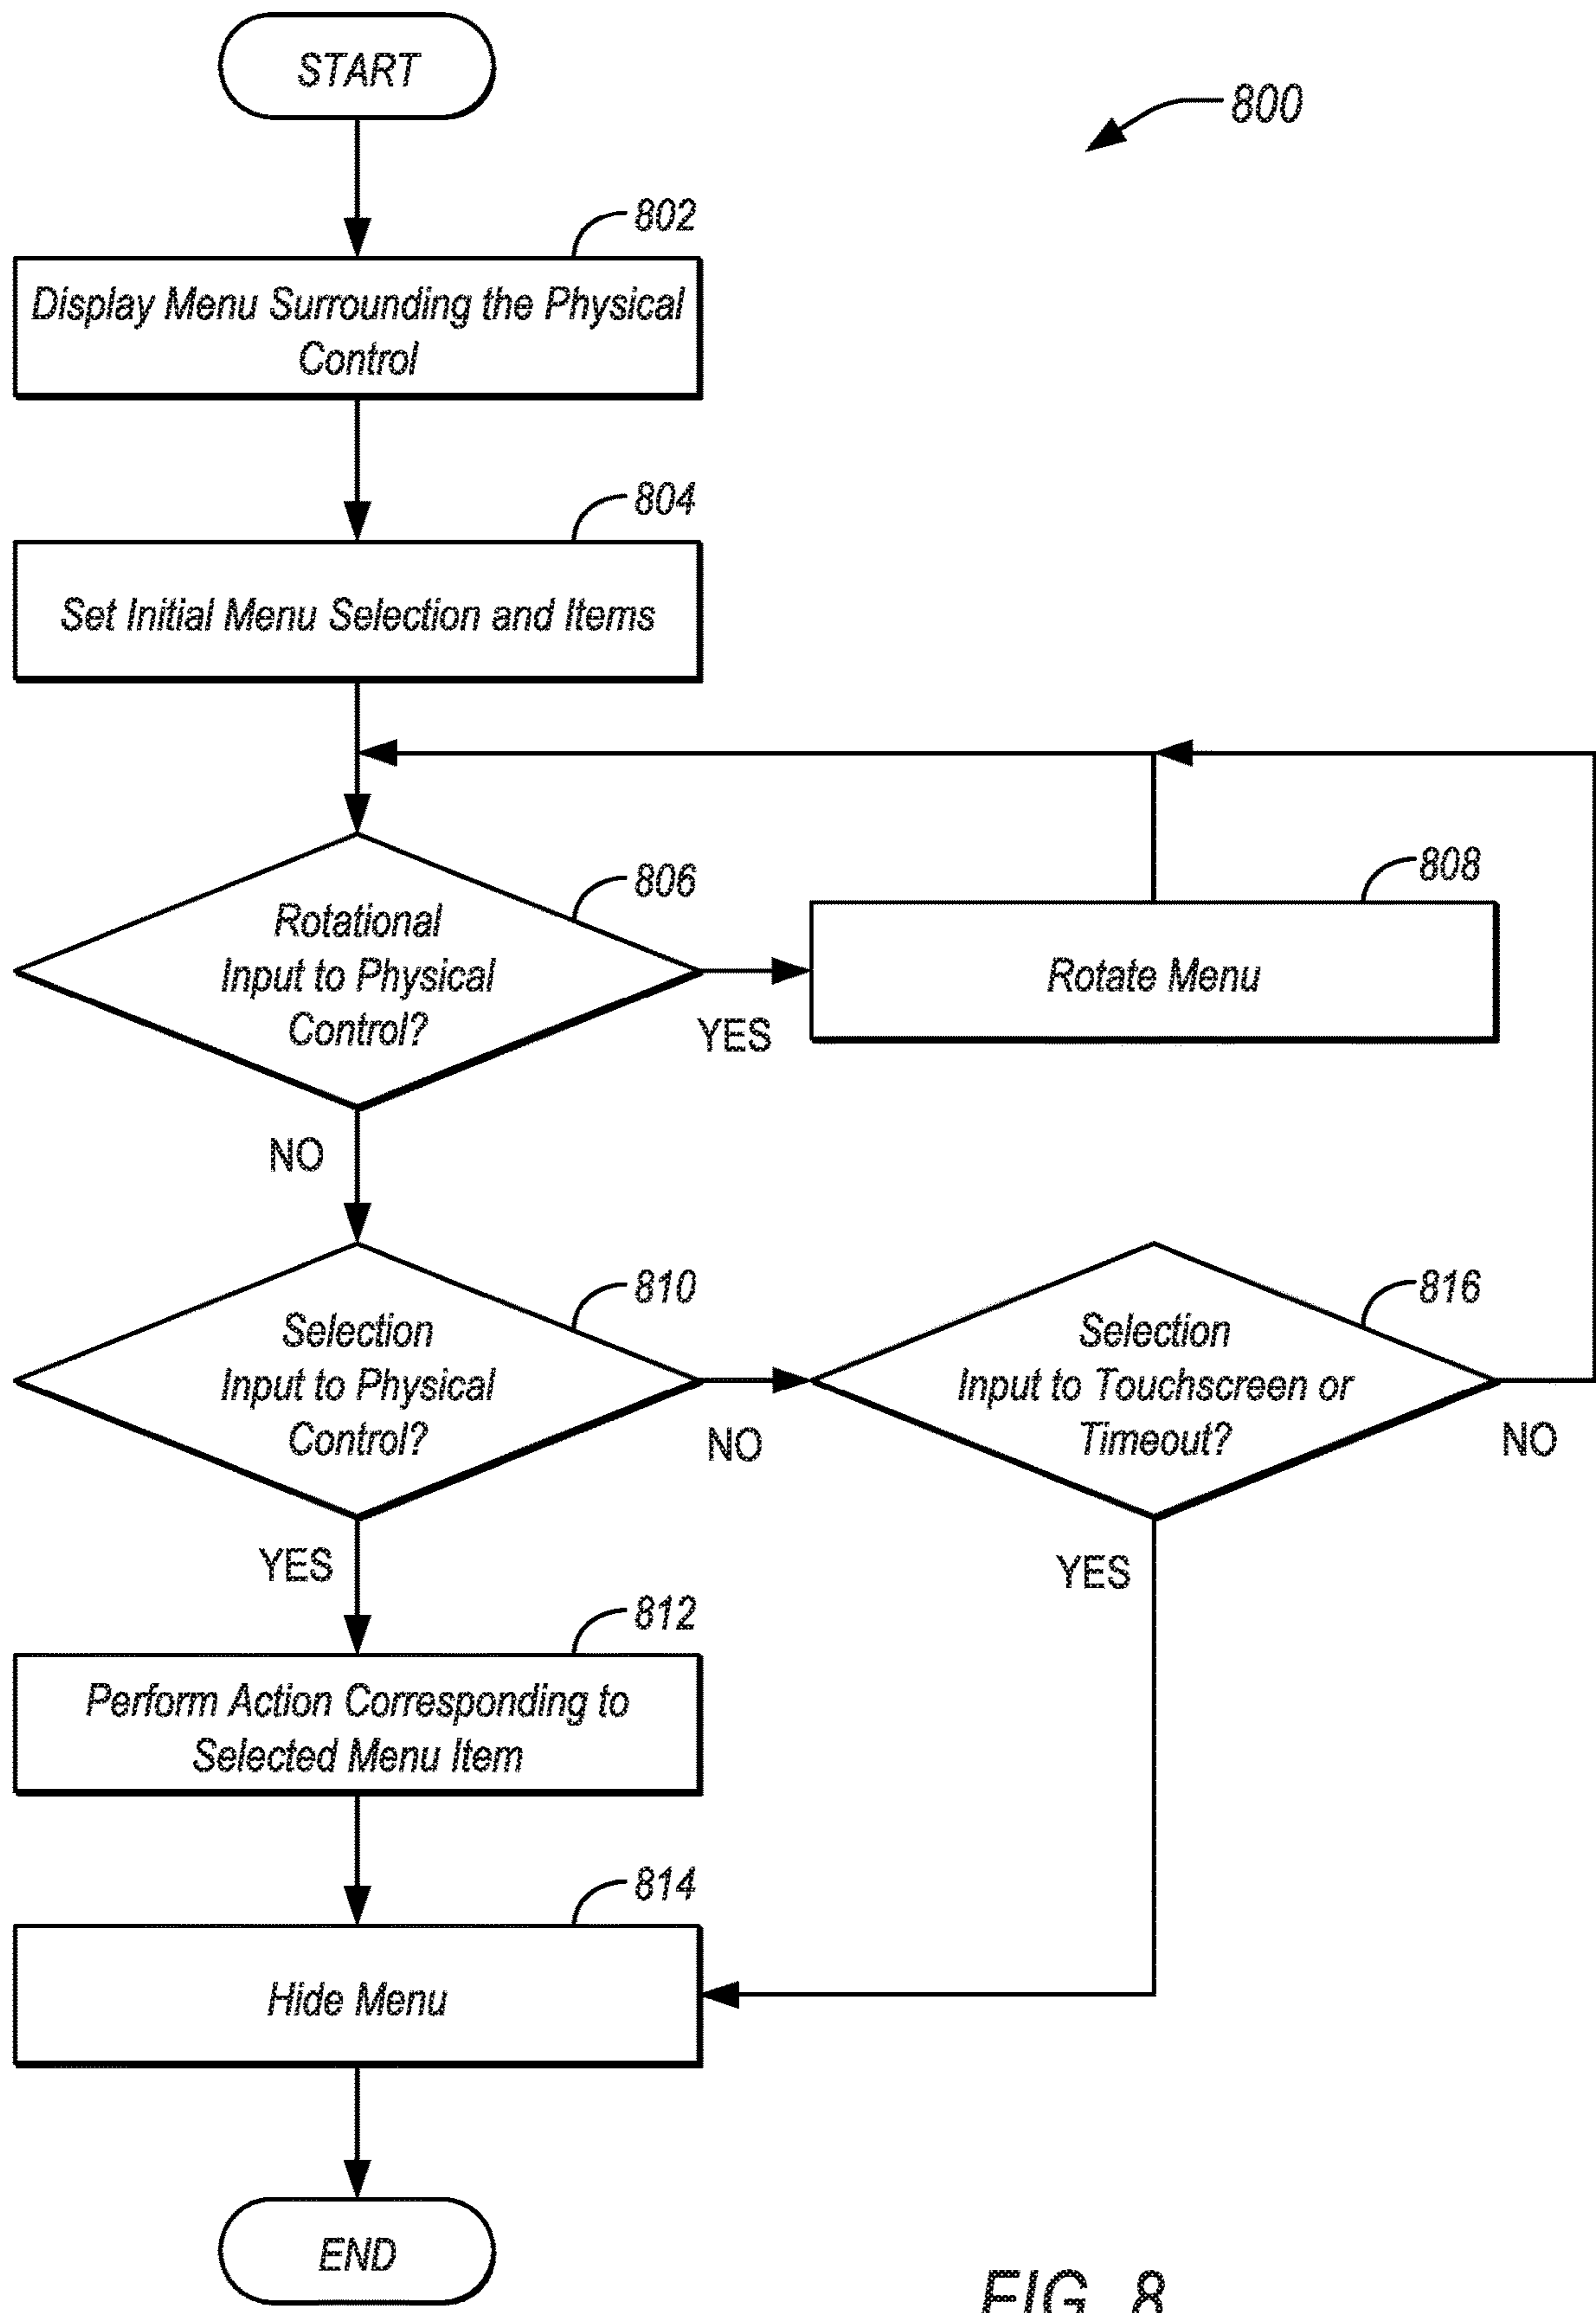 START
800
802
Display Menu Surrounding the Physical
Control
804
Set Initial Menu Selection and Items
806
Rotational
Input to Physical
Control?
YES
808
Rotate Menu
NO
810
Selection
Input to Physical
Control?
NO
816
Selection
Input to Touchscreen or
Timeout?
NO
YES
YES
812
Perform Action Corresponding to
Selected Menu Item
814
Hide Menu
END
FIG. 8